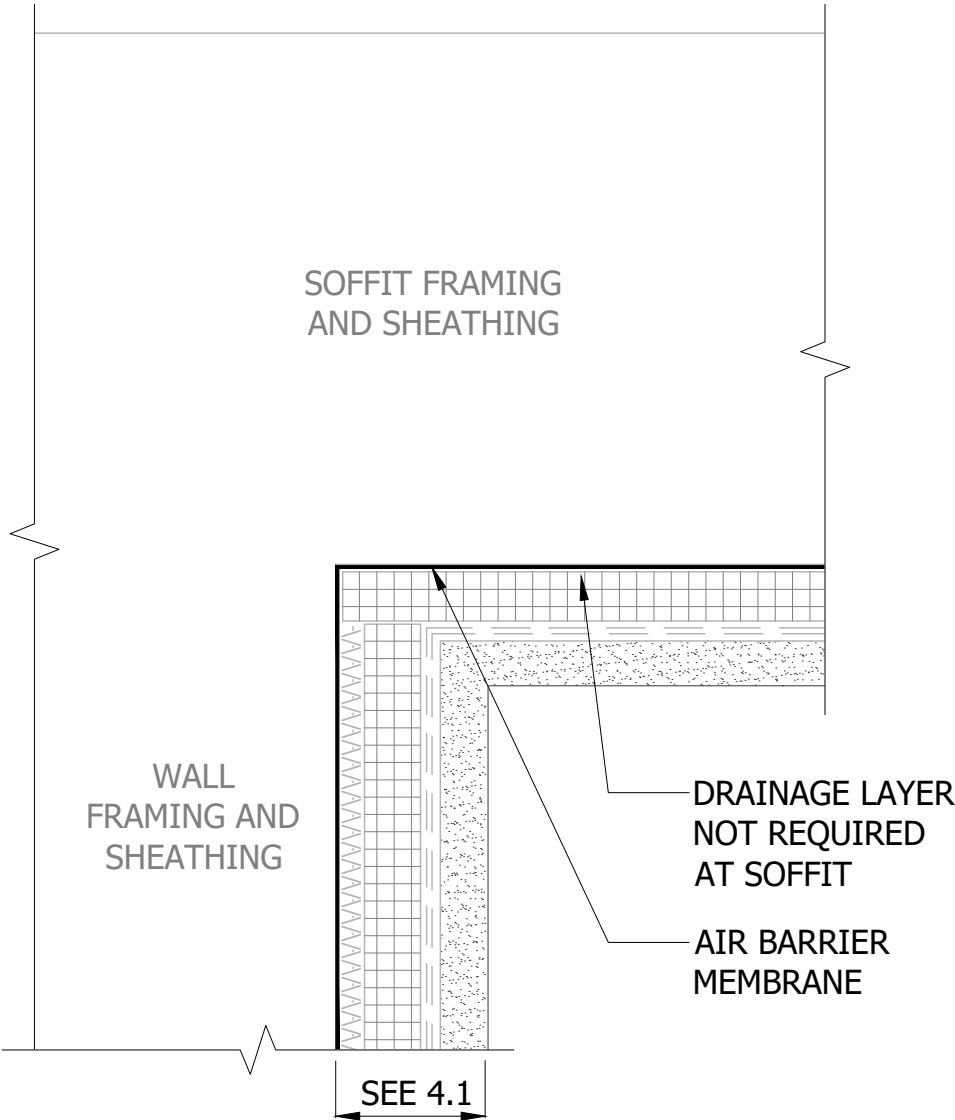 SOFFIT FRAMING
AND SHEATHING
WALL
FRAMING AND
SHEATHING
DRAINAGE LAYER
NOT REQUIRED
AT SOFFIT
AIR BARRIER
MEMBRANE
SEE 4.1